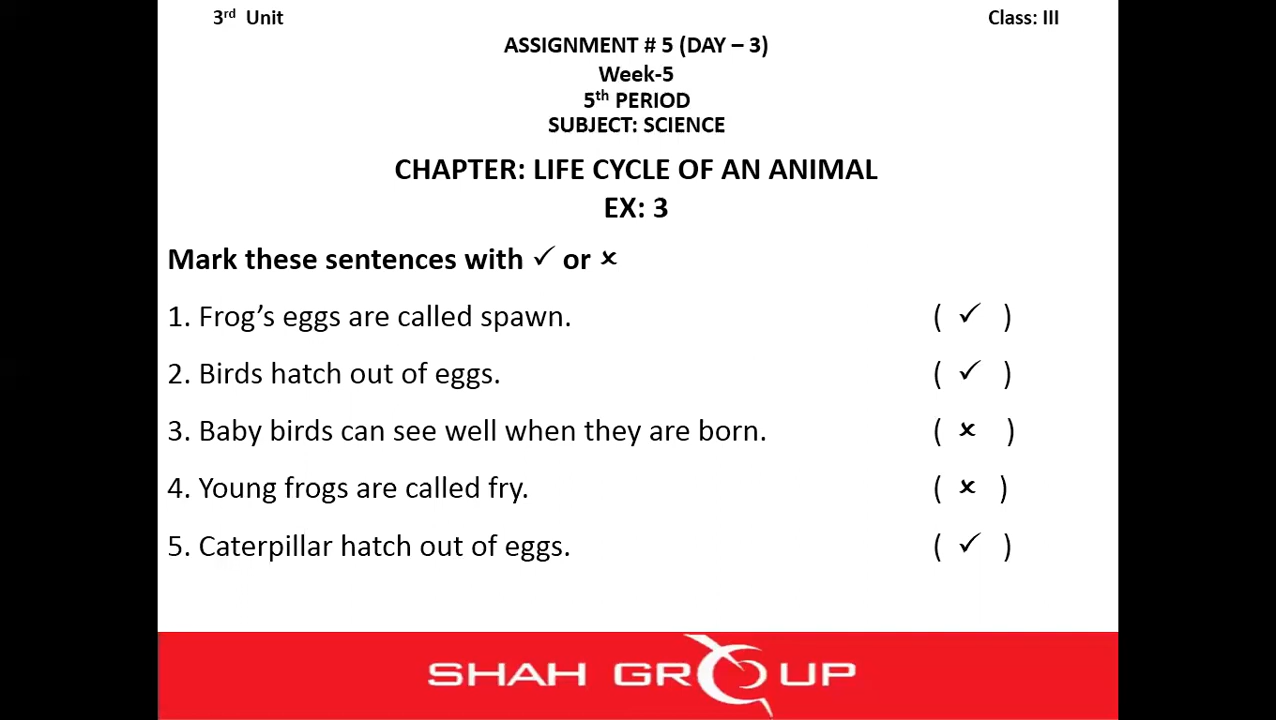 3rd Unit Class: III
ASSIGNMENT # 5 (DAY – 3)
Week-5
5th PERIOD
SUBJECT: SCIENCE
CHAPTER: LIFE CYCLE OF AN ANIMAL
EX: 3
Mark these sentences with ✓ or ✗
1. Frog’s eggs are called spawn. ( ✓ )
2. Birds hatch out of eggs. ( ✓ )
3. Baby birds can see well when they are born. ( ✗ )
4. Young frogs are called fry. ( ✗ )
5. Caterpillar hatch out of eggs. ( ✓ )
SHAH GROUP